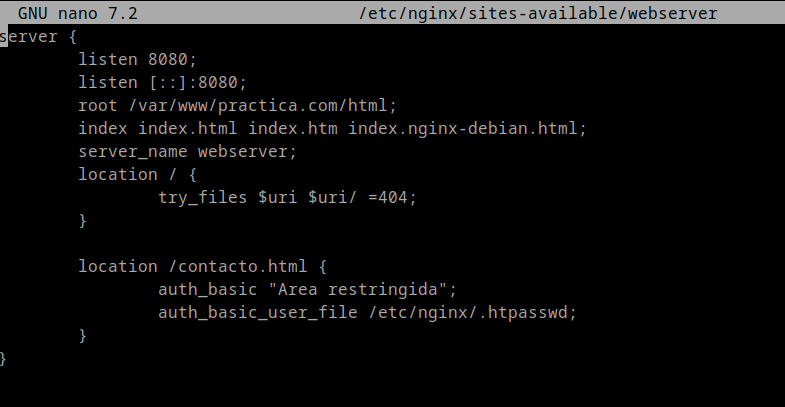 GNU nano 7.2 /etc/nginx/sites-available/webserver
server {
listen 8080;
listen [::]:8080;
root /var/www/practica.com/html;
index index.html index.htm index.nginx-debian.html;
server_name webserver;
location / {
try_files $uri $uri/ =404;
}
location /contacto.html {
auth_basic "Area restringida";
auth_basic_user_file /etc/nginx/.htpasswd;
}
}